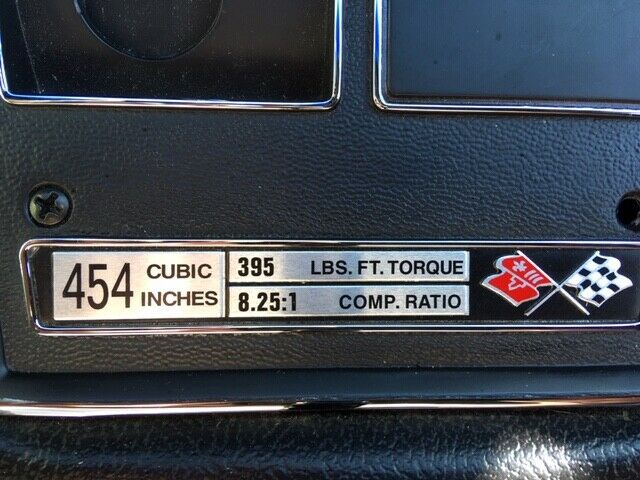 454 CUBIC INCHES
395 LBS. FT. TORQUE
8.25:1 COMP. RATIO